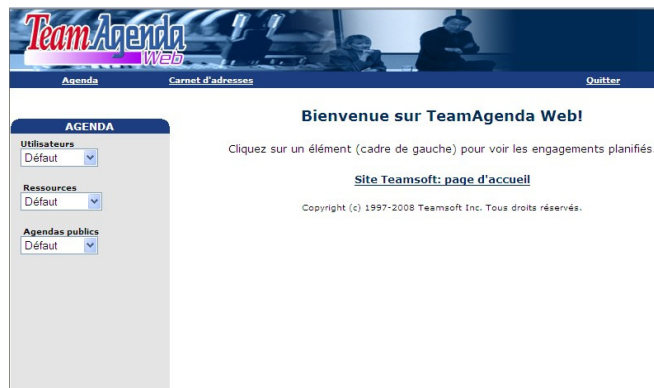 TeamAgenda
Web
Agenda Carnet d'adresses Quitter
AGENDA
Utilisateurs
Défaut
Ressources
Défaut
Agendas publics
Défaut
Bienvenue sur TeamAgenda Web!
Cliquez sur un élément (cadre de gauche) pour voir les engagements planifiés
Site Teamsoft: page d'accueil
Copyright (c) 1997-2008 Teamsoft Inc. Tous droits réservés.